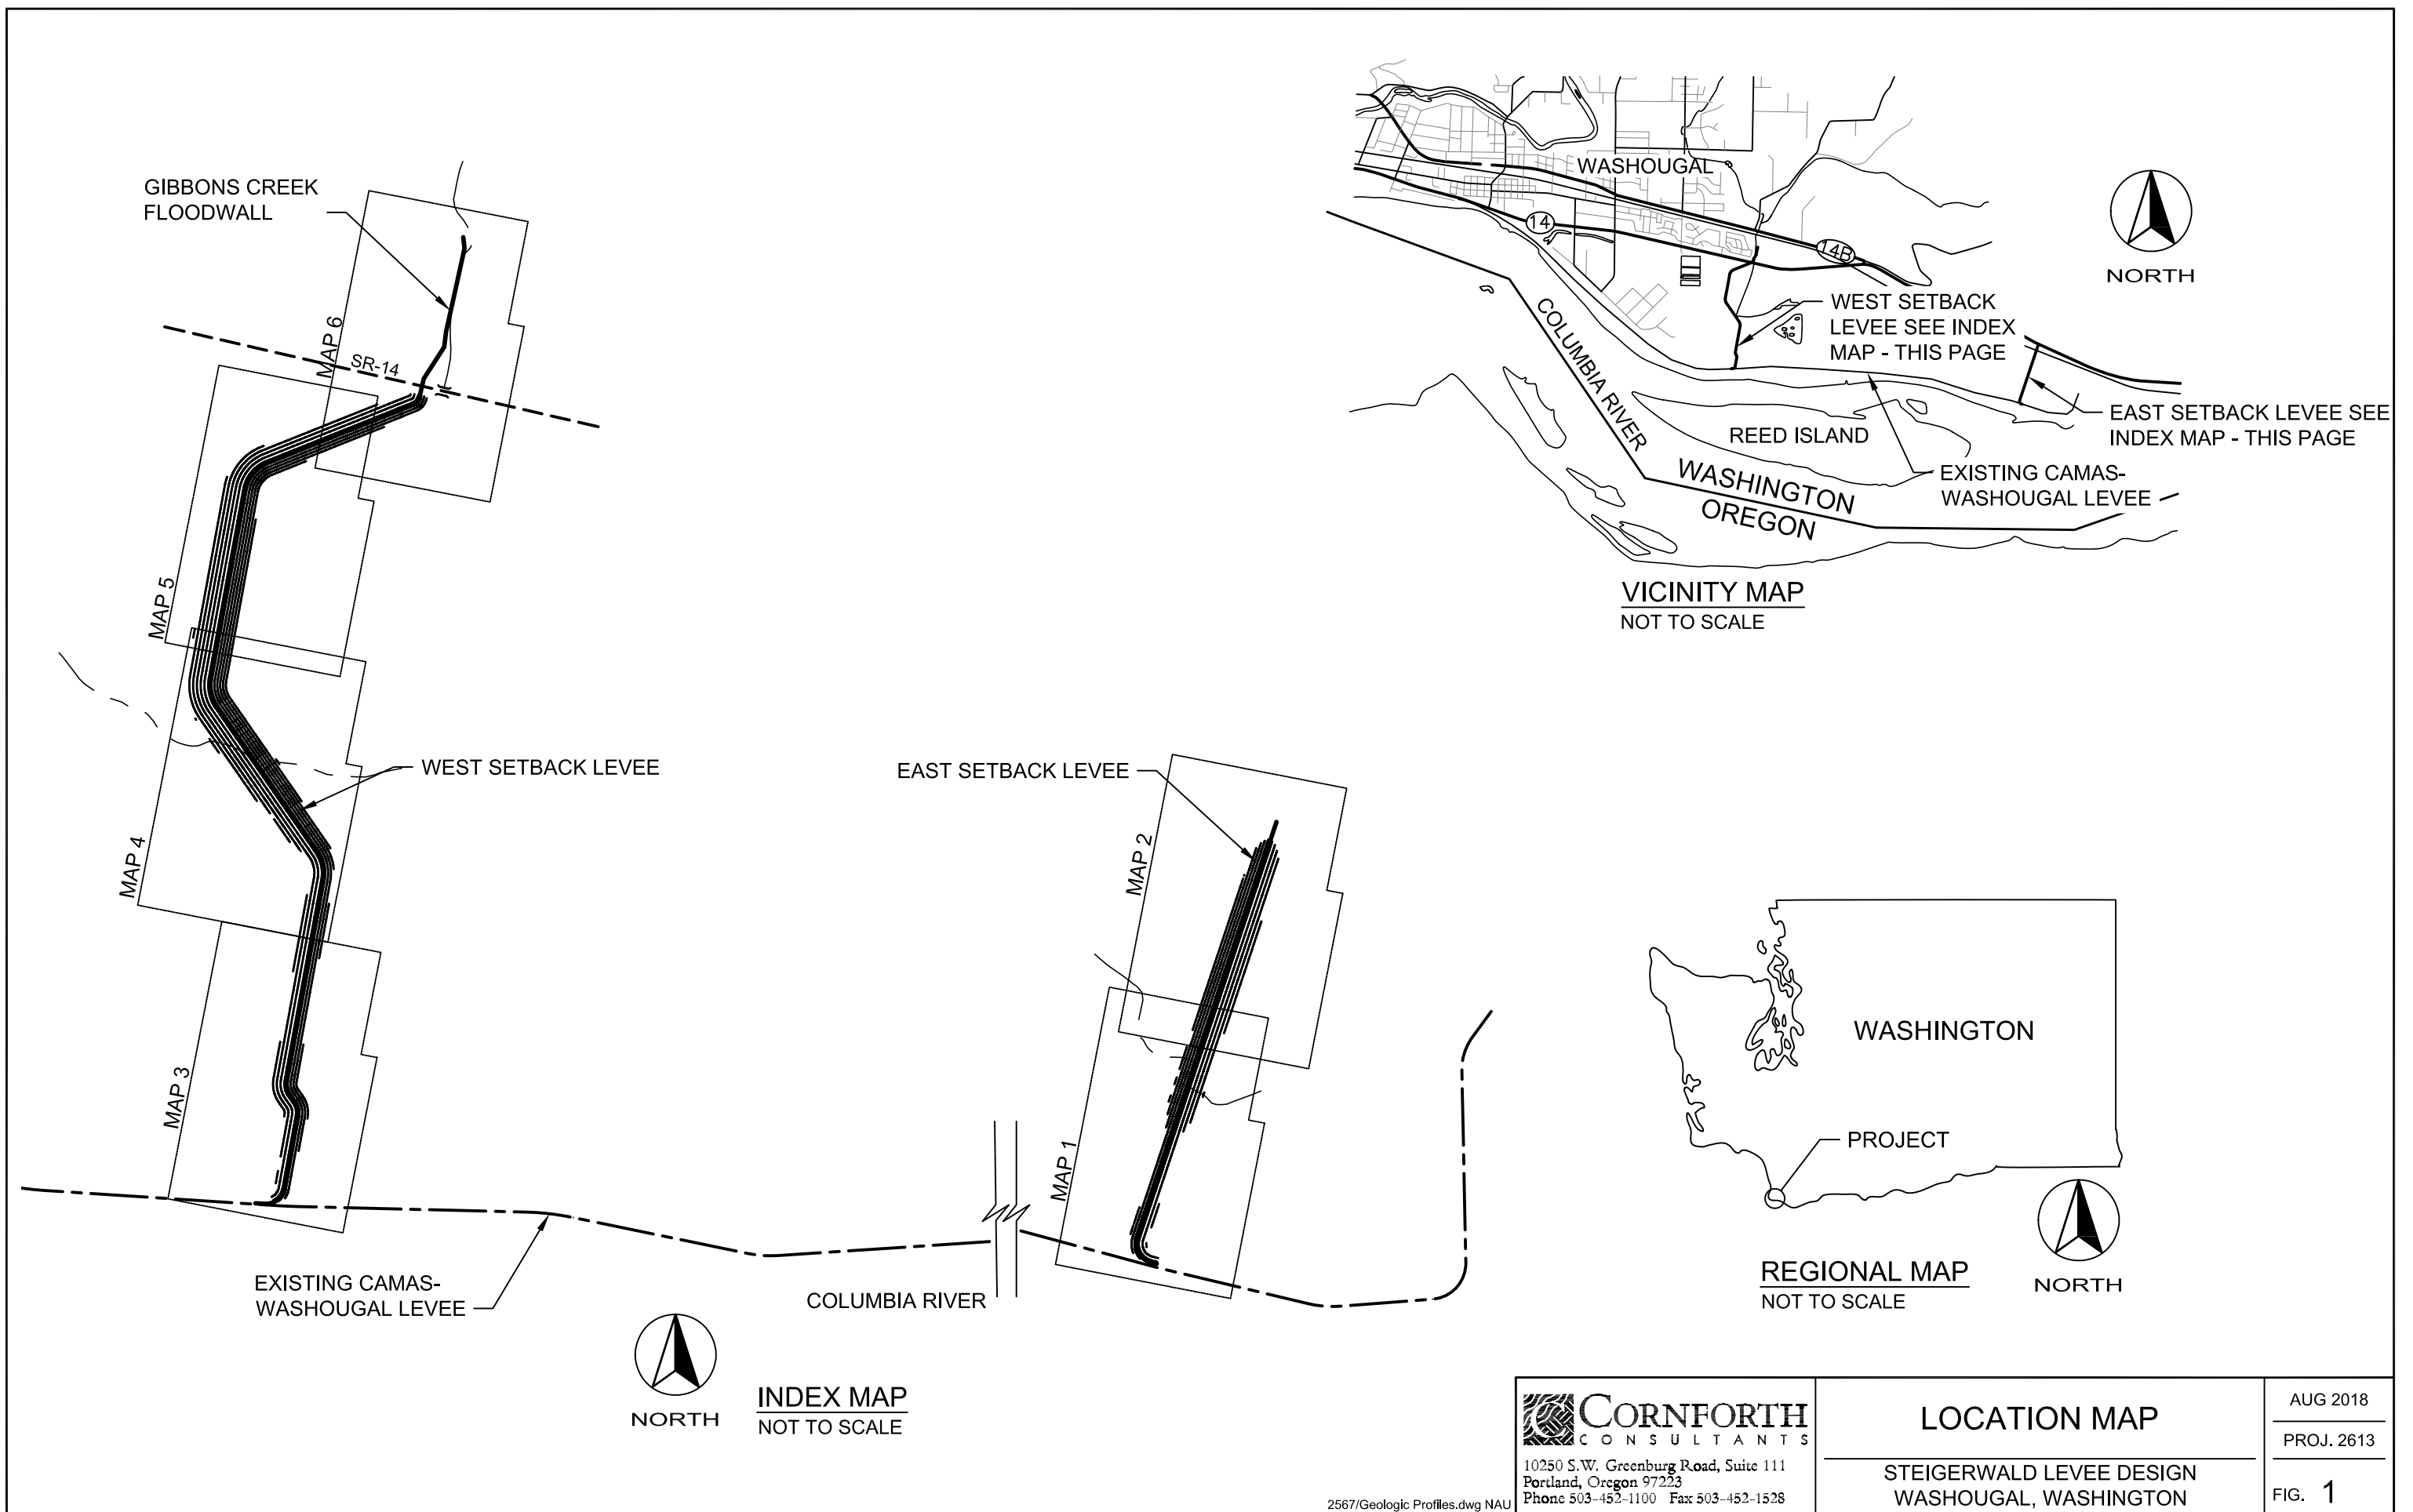 GIBBONS CREEK
FLOODWALL
MAP 6
SR-14
MAP 5
WEST SETBACK LEVEE
MAP 4
MAP 3
EAST SETBACK LEVEE
MAP 2
MAP 1
EXISTING CAMAS-
WASHOUGAL LEVEE
COLUMBIA RIVER
NORTH
INDEX MAP
NOT TO SCALE
WASHOUGAL
14
14B
NORTH
WEST SETBACK
LEVEE SEE INDEX
MAP - THIS PAGE
COLUMBIA RIVER
EAST SETBACK LEVEE SEE
INDEX MAP - THIS PAGE
REED ISLAND
EXISTING CAMAS-
WASHOUGAL LEVEE
WASHINGTON
OREGON
VICINITY MAP
NOT TO SCALE
WASHINGTON
PROJECT
REGIONAL MAP
NOT TO SCALE
NORTH
2567/Geologic Profiles.dwg NAU
CORNFORTH
CONSULTANTS
10250 S.W. Greenburg Road, Suite 111
Portland, Oregon 97223
Phone 503-452-1100 Fax 503-452-1528
LOCATION MAP
STEIGERWALD LEVEE DESIGN
WASHOUGAL, WASHINGTON
AUG 2018
PROJ. 2613
FIG. 1